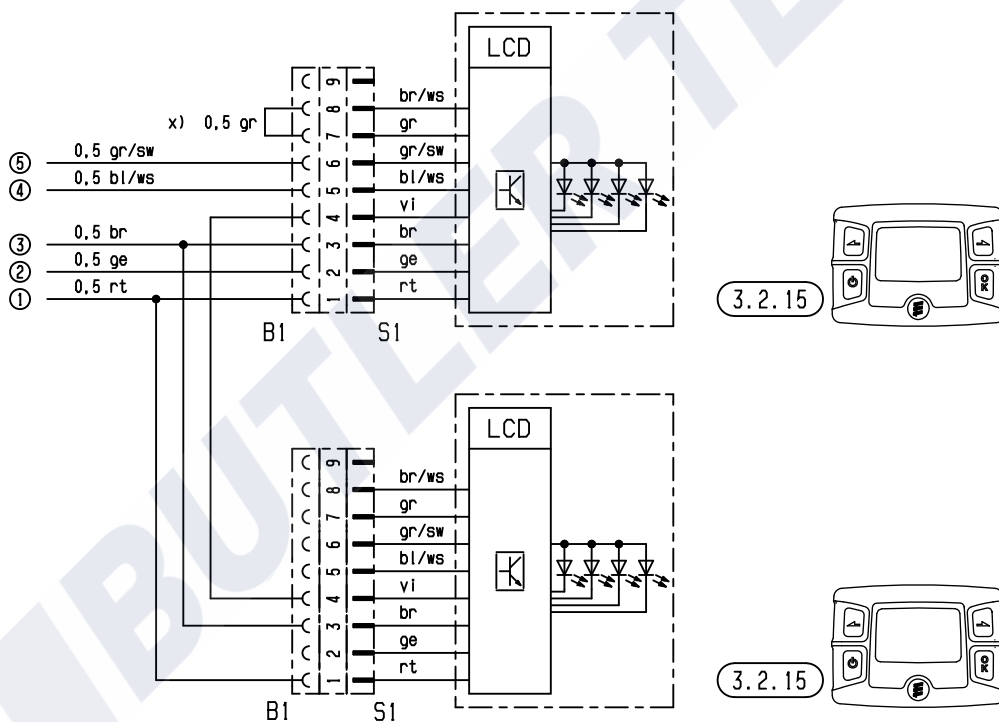 LCD
9
br/ws
8
x) 0,5 gr
gr
7
⑤ 0,5 gr/sw
gr/sw
6
④ 0,5 bl/ws
bl/ws
5
vi
4
③ 0,5 br
br
3
② 0,5 ge
ge
2
① 0,5 rt
rt
1
B1 S1
3.2.15
OK
LCD
9
br/ws
8
gr
7
gr/sw
6
bl/ws
5
vi
4
br
3
ge
2
rt
1
B1 S1
3.2.15
OK
BUTLER TE